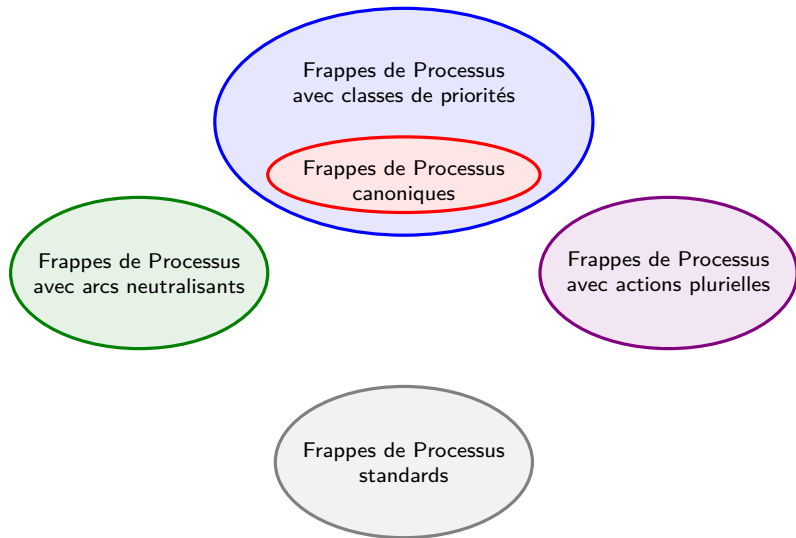 Frappes de Processus
avec classes de priorités
Frappes de Processus
canoniques
Frappes de Processus
avec arcs neutralisants
Frappes de Processus
avec actions plurielles
Frappes de Processus
standards